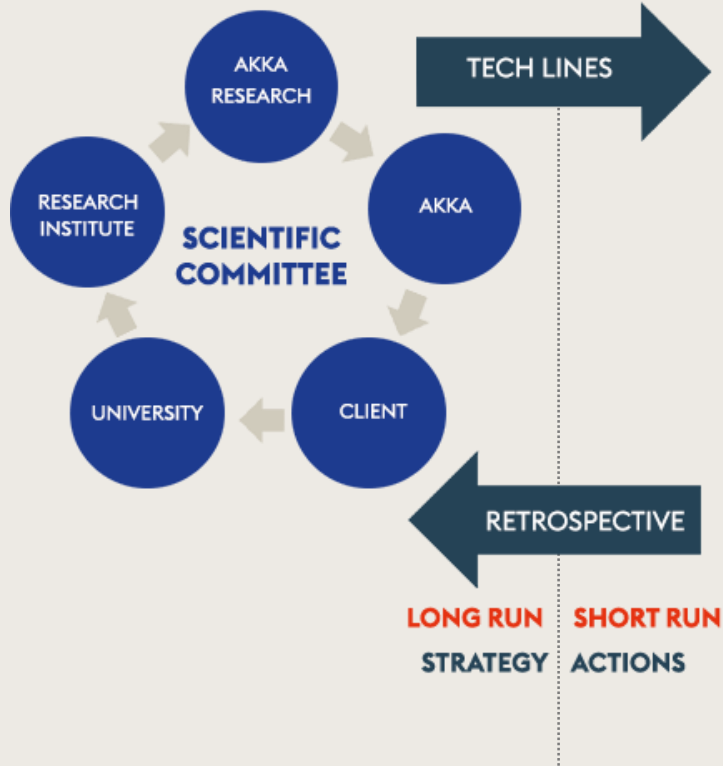 AKKA
RESEARCH
TECH LINES
RESEARCH
INSTITUTE
AKKA
SCIENTIFIC
COMMITTEE
UNIVERSITY
CLIENT
RETROSPECTIVE
LONG RUN
SHORT RUN
STRATEGY
ACTIONS